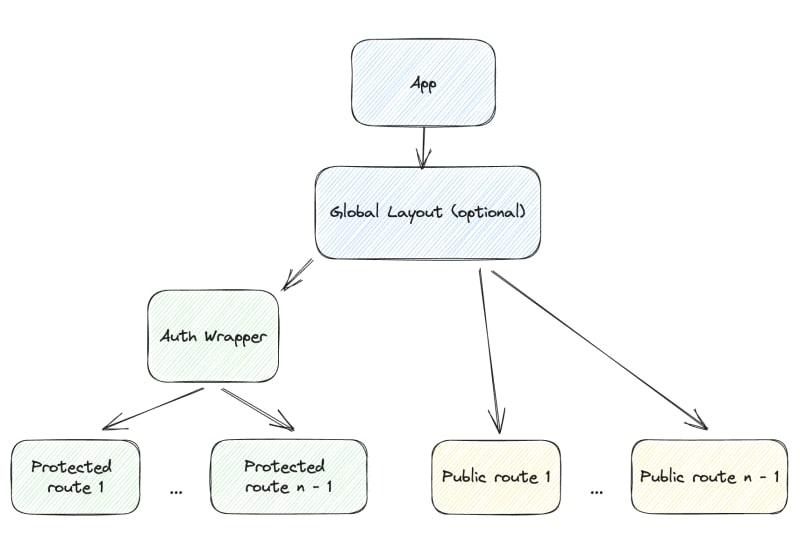 App
Global Layout (optional)
Auth Wrapper
Protected
route 1
...
Protected
route n - 1
Public route 1
...
Public route n - 1